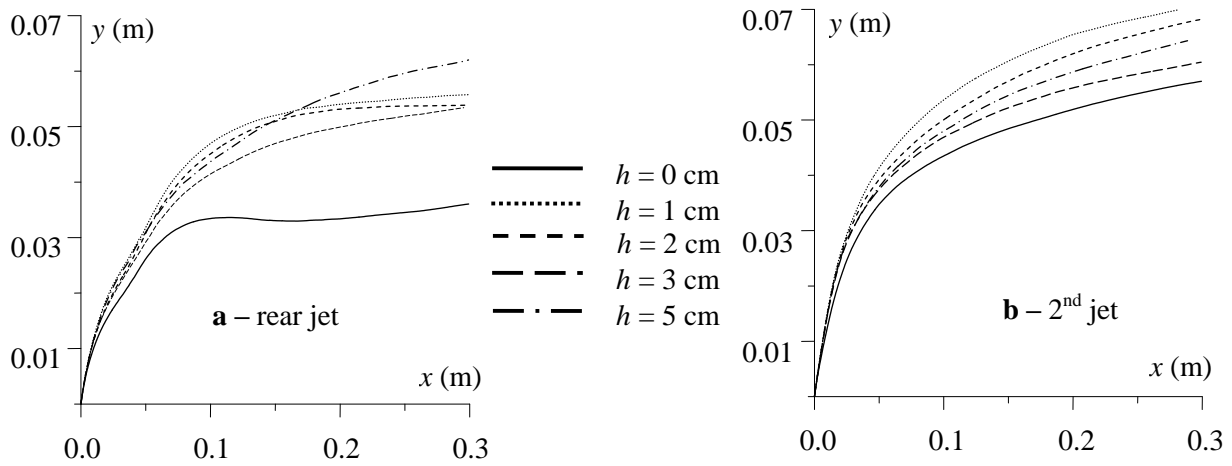 0.07
y (m)
0.05
0.03
0.01
a – rear jet
x (m)
0.0 0.1 0.2 0.3
h = 0 cm
h = 1 cm
h = 2 cm
h = 3 cm
h = 5 cm
0.07
y (m)
0.05
0.03
0.01
b – 2nd jet
x (m)
0.0 0.1 0.2 0.3